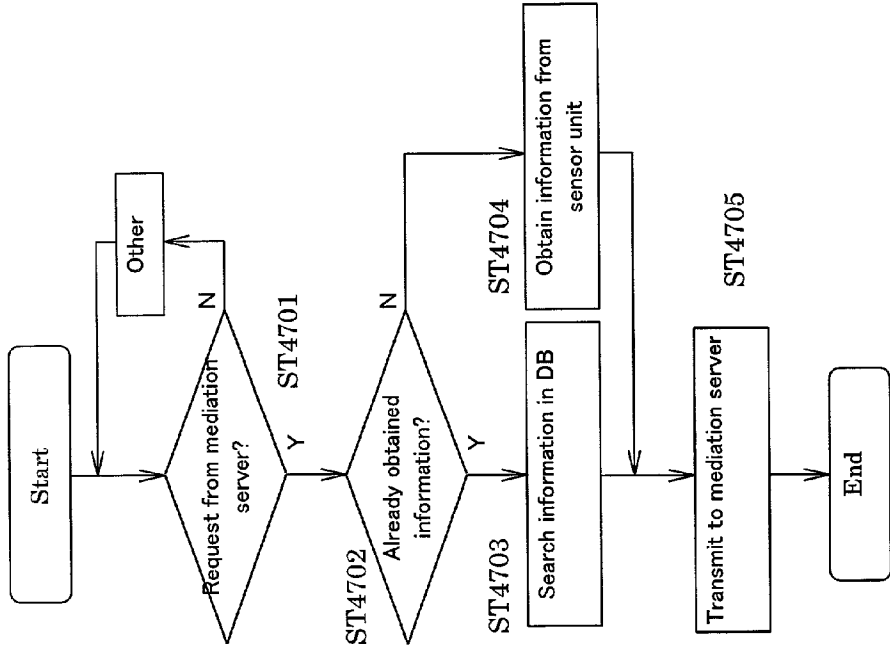 Start
Other
N
Request from mediation
server?
ST4701
Y
ST4702
Already obtained
information?
N
Y
ST4703
Search information in DB
ST4704
Obtain information from
sensor unit
Transmit to mediation server
ST4705
End